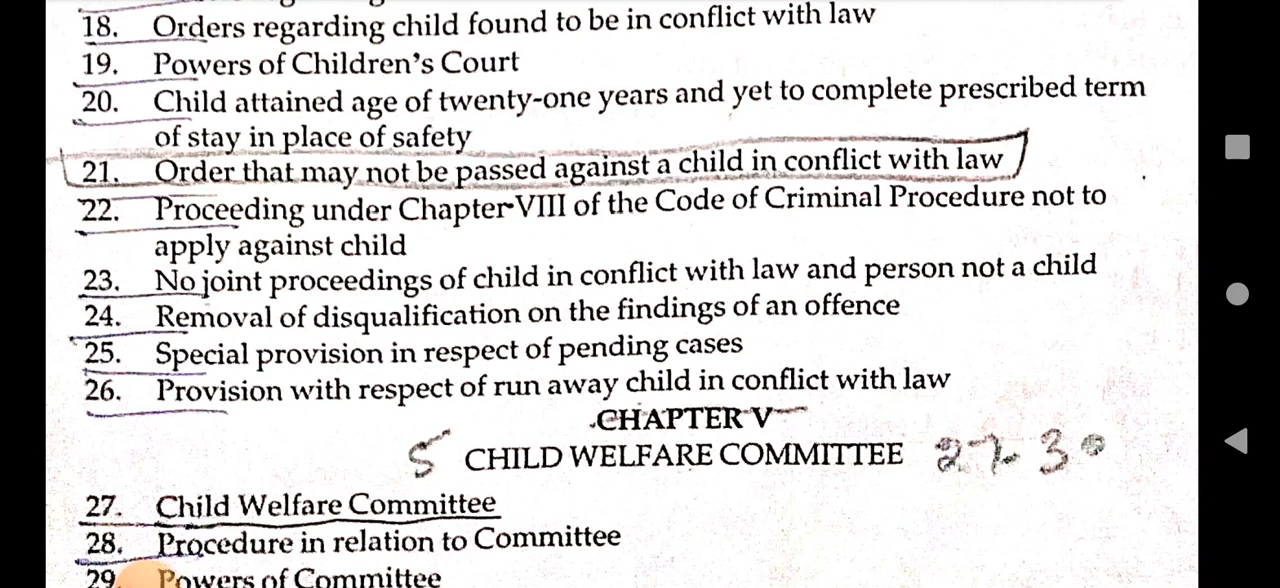 18. Orders regarding child found to be in conflict with law
19. Powers of Children's Court
20. Child attained age of twenty-one years and yet to complete prescribed term
of stay in place of safety
21. Order that may not be passed against a child in conflict with law
22. Proceeding under Chapter VIII of the Code of Criminal Procedure not to
apply against child
23. No joint proceedings of child in conflict with law and person not a child
24. Removal of disqualification on the findings of an offence
25. Special provision in respect of pending cases
26. Provision with respect of run away child in conflict with law
CHAPTER V
5 CHILD WELFARE COMMITTEE 27-30
27. Child Welfare Committee
28. Procedure in relation to Committee
29. Powers of Committee